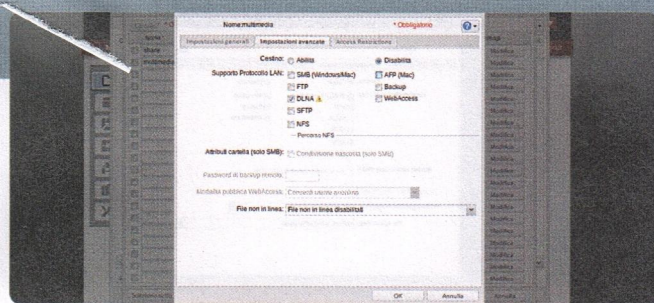 Nome:multimedia
* Obbligatorio
Impostazioni generali Impostazioni avanzate Access Restrictions
Cestino: Abilita Disabilita
Supporto Protocollo LAN: SMB (Windows/Mac) AFP (Mac)
FTP Backup
DLNA WebAccess
SFTP
NFS
Percorso NFS
Attributi cartella (solo SMB): Condivisione nascosta (solo SMB)
Password di backup remoto:
Modalità pubblica WebAccess:
File non in linea: File non in linea disabilitati
OK Annulla
Nome
share
multimedia
Modifica
Modifica
Modifica
Modifica
Modifica
Modifica
Modifica
Modifica
Modifica
Modifica
Modifica
Modifica